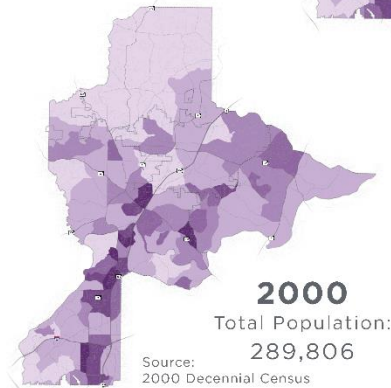 2000
Total Population:
289,806
Source:
2000 Decennial Census